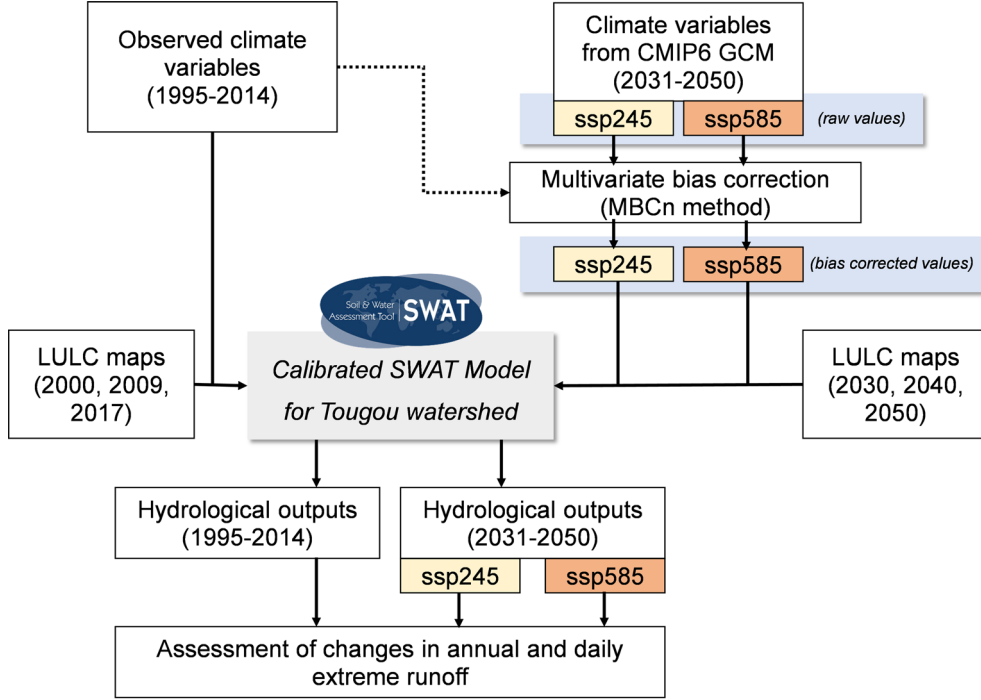 Observed climate
variables
(1995-2014)
Climate variables
from CMIP6 GCM
(2031-2050)
ssp245
ssp585
(raw values)
Multivariate bias correction
(MBCn method)
ssp245
ssp585
(bias corrected values)
Soil & Water
Assessment Tool
SWAT
LULC maps
(2000, 2009,
2017)
Calibrated SWAT Model
for Tougou watershed
LULC maps
(2030, 2040,
2050)
Hydrological outputs
(1995-2014)
Hydrological outputs
(2031-2050)
ssp245
ssp585
Assessment of changes in annual and daily
extreme runoff